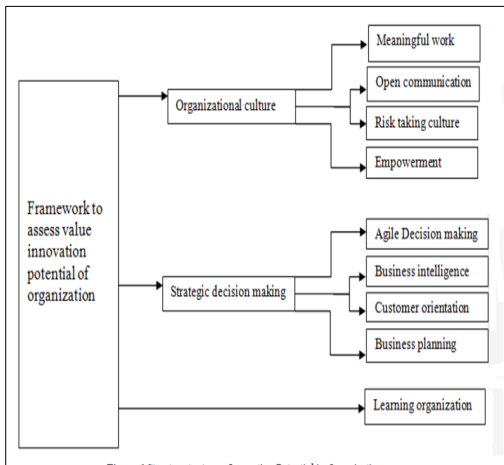 Meaningful work
Open communication
Organizational culture
Risk taking culture
Empowerment
Framework to
assess value
innovation
potential of
organization
Agile Decision making
Business intelligence
Strategic decision making
Customer orientation
Business planning
Learning organization